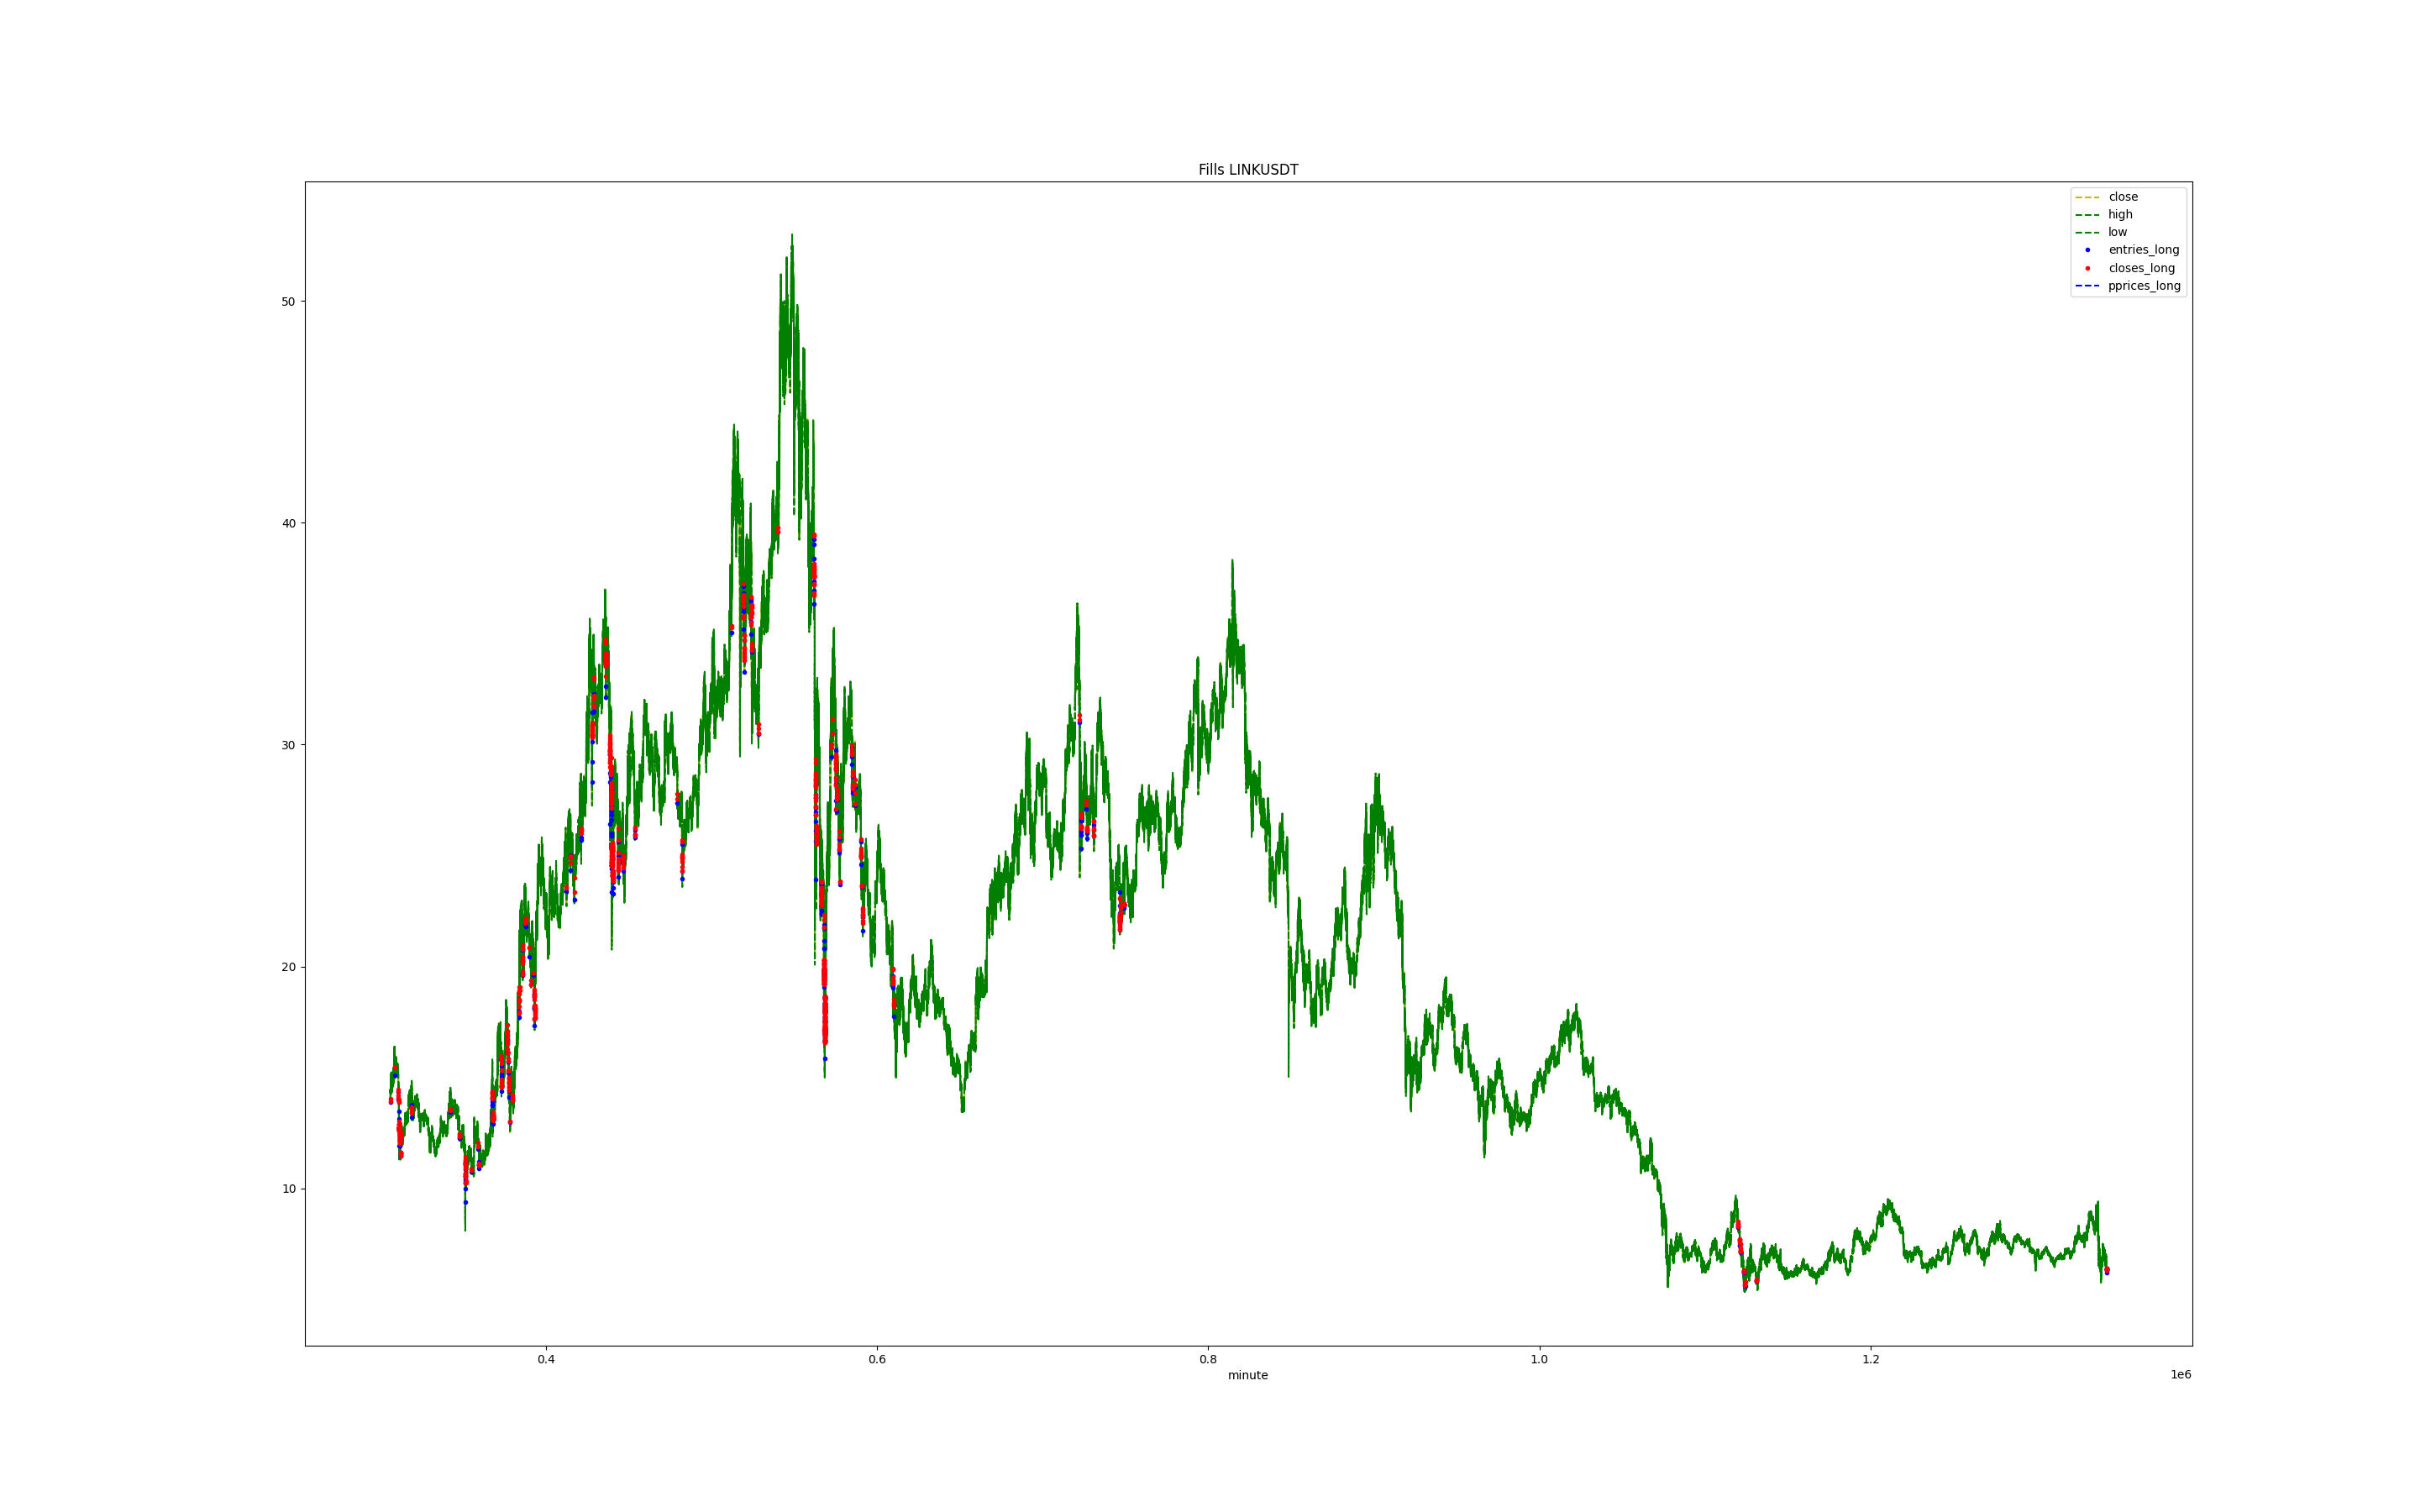 Fills LINKUSDT
close
high
low
entries_long
closes_long
pprices_long
50
40
30
20
10
0.4
0.6
0.8
1.0
1.2
minute
1e6